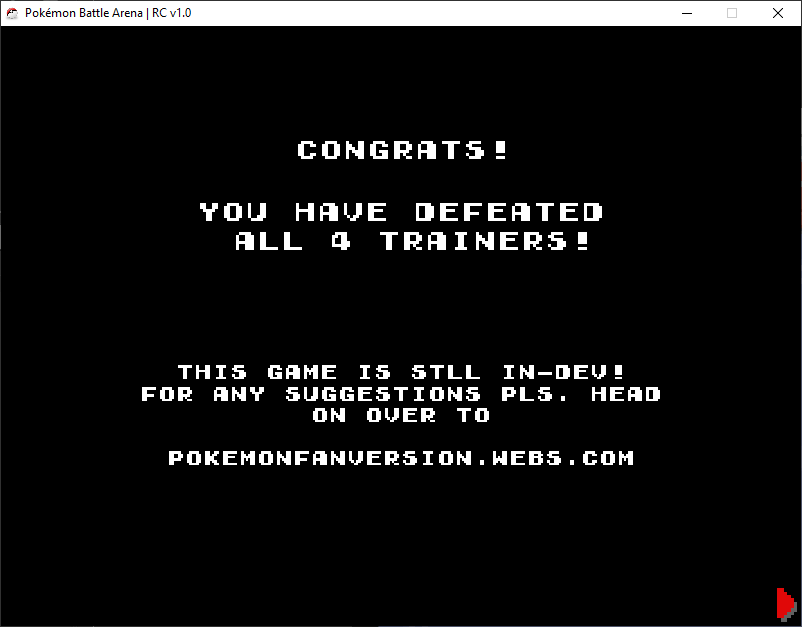 Pokémon Battle Arena | RC v1.0
CONGRATS!
YOU HAVE DEFEATED
ALL 4 TRAINERS!
THIS GAME IS STLL IN-DEV!
FOR ANY SUGGESTIONS PLS. HEAD
ON OVER TO
POKEMONFANVERSION.WEBS.COM